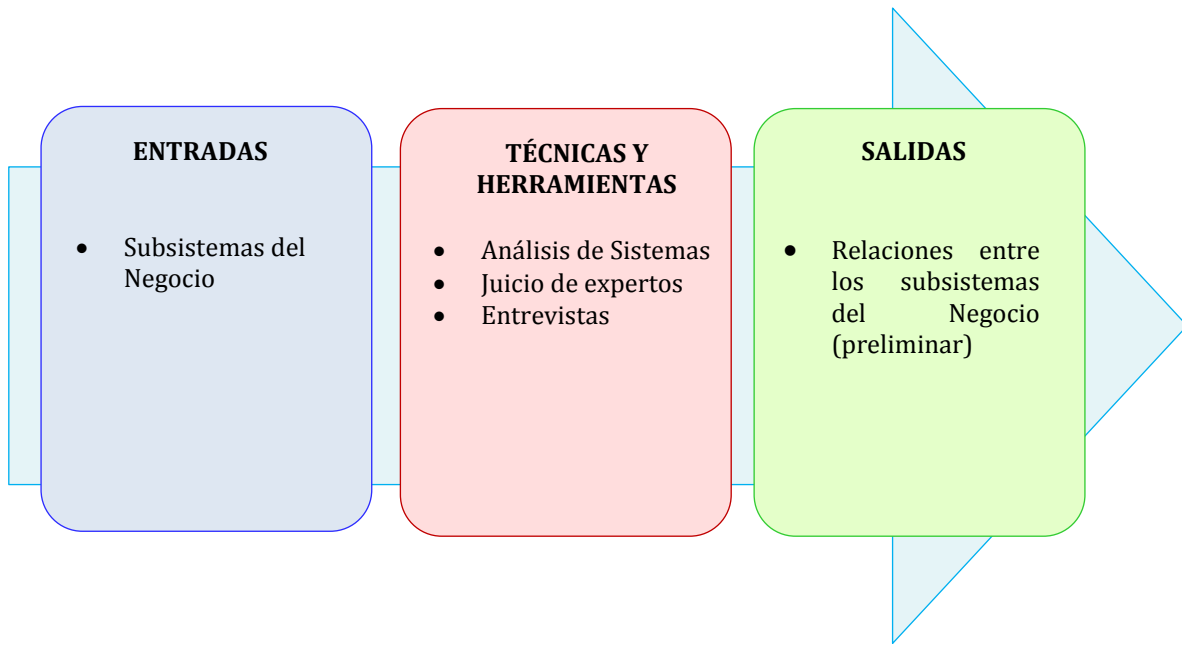 ENTRADAS
• Subsistemas del
Negocio
TÉCNICAS Y
HERRAMIENTAS
• Análisis de Sistemas
• Juicio de expertos
• Entrevistas
SALIDAS
• Relaciones entre
los subsistemas
del Negocio
(preliminar)